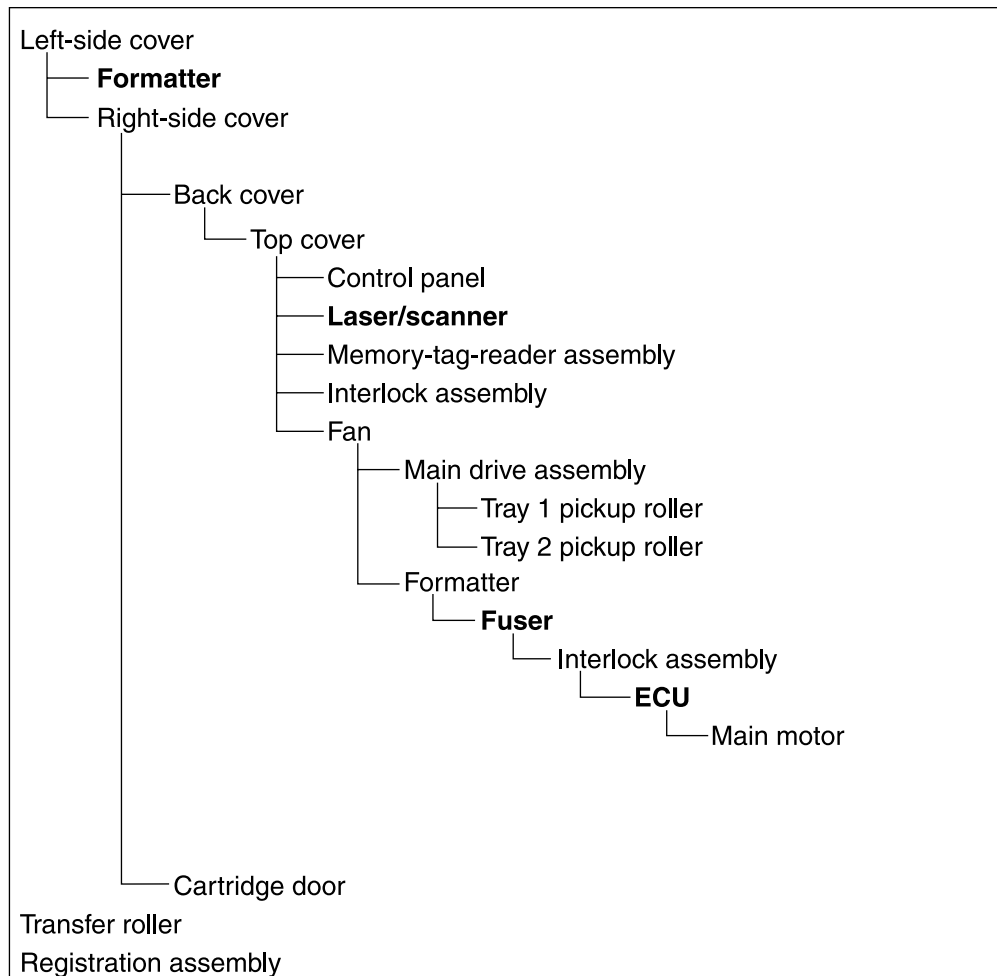 Left-side cover
Formatter
Right-side cover
Back cover
Top cover
Control panel
Laser/scanner
Memory-tag-reader assembly
Interlock assembly
Fan
Main drive assembly
Tray 1 pickup roller
Tray 2 pickup roller
Formatter
Fuser
Interlock assembly
ECU
Main motor
Cartridge door
Transfer roller
Registration assembly